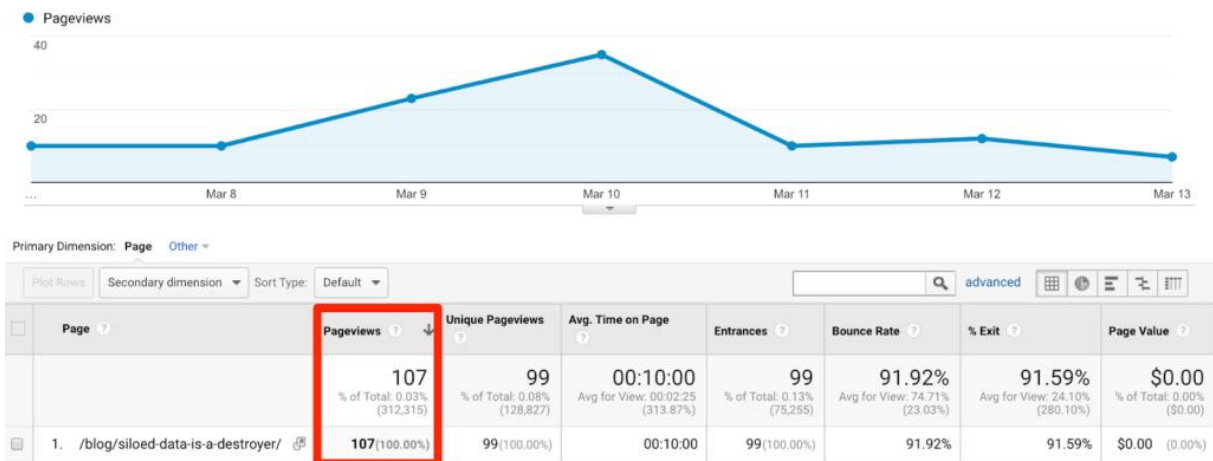 Pageviews
40
20
... Mar 8 Mar 9 Mar 10 Mar 11 Mar 12 Mar 13
Primary Dimension: Page Other
Plot Rows Secondary dimension Sort Type: Default advanced
Page ? Pageviews ? Unique Pageviews ? Avg. Time on Page ? Entrances ? Bounce Rate ? % Exit ? Page Value ?
107 99 00:10:00 99 91.92% 91.59% $0.00
% of Total: 0.03% % of Total: 0.08% Avg for View: 00:02:25 % of Total: 0.13% Avg for View: 74.71% Avg for View: 24.10% % of Total: 0.00%
(312,315) (128,827) (313.87%) (75,255) (23.03%) (280.10%) ($0.00)
1. /blog/siloed-data-is-a-destroyer/ 107(100.00%) 99(100.00%) 00:10:00 99(100.00%) 91.92% 91.59% $0.00 (0.00%)